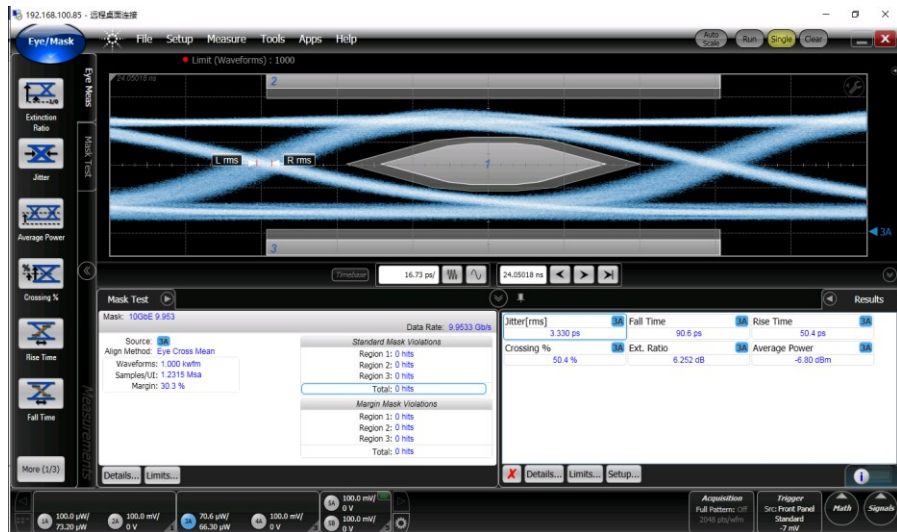 192.168.100.85 - 远程桌面连接
Eye/Mask
File Setup Measure Tools Apps Help
Auto Scale
Run
Single
Clear
Limit (Waveforms) : 1000
Eye Meas
Mask Test
24.05018 ns
2
L rms
R rms
1
3
3A
Extinction
Ratio
Jitter
Average Power
Crossing %
Rise Time
Fall Time
More (1/3)
Measurements
Timebase
16.73 ps/
24.05018 ns
Mask Test
Mask: 10GbE 9.953
Data Rate: 9.9533 Gb/s
Source: 3A
Align Method: Eye Cross Mean
Waveforms: 1.000 kwfm
Samples/UI: 1.2315 Msa
Margin: 30.3 %
Standard Mask Violations
Region 1: 0 hits
Region 2: 0 hits
Region 3: 0 hits
Total: 0 hits
Margin Mask Violations
Region 1: 0 hits
Region 2: 0 hits
Region 3: 0 hits
Total: 0 hits
Details...
Limits...
Results
Jitter[rms] 3A
3.330 ps
Fall Time 3A
90.6 ps
Rise Time 3A
50.4 ps
Crossing % 3A
50.4 %
Ext. Ratio 3A
6.252 dB
Average Power 3A
-6.80 dBm
Details...
Limits...
Setup...
1A
100.0 µW/
73.20 µW
2A
100.0 mV/
0 V
3A
70.6 µW/
66.30 µW
4A
100.0 mV/
0 V
5A
100.0 mV/
0 V
5B
100.0 mV/
0 V
Acquisition
Full Pattern: Off
2048 pts/wfm
Trigger
Src: Front Panel
Standard
-7 mV
Math
Signals